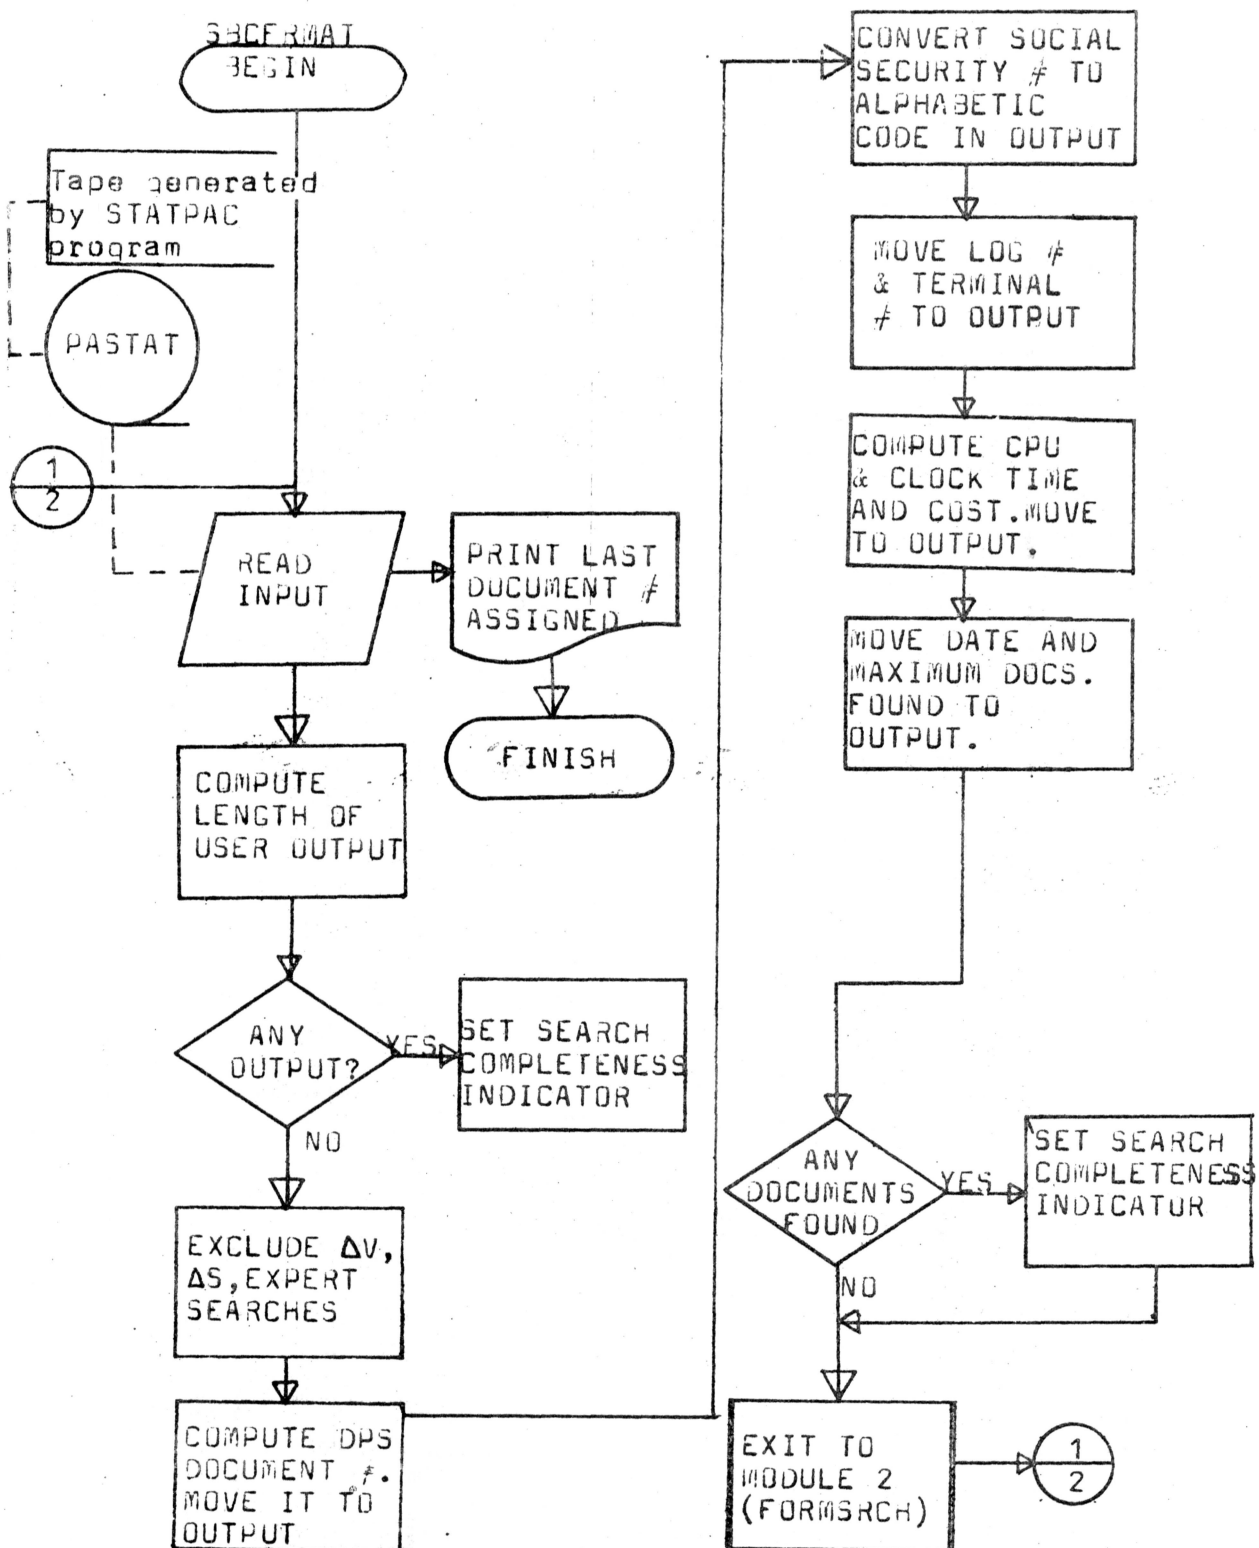 SBCFRMAT
BEGIN
Tape generated
by STATPAC
program
PASTAT
1
2
READ
INPUT
PRINT LAST
DOCUMENT #
ASSIGNED
FINISH
COMPUTE
LENGTH OF
USER OUTPUT
ANY
OUTPUT?
YES
SET SEARCH
COMPLETENESS
INDICATOR
NO
EXCLUDE ΔV,
ΔS,EXPERT
SEARCHES
COMPUTE DPS
DOCUMENT #.
MOVE IT TO
OUTPUT
CONVERT SOCIAL
SECURITY # TO
ALPHABETIC
CODE IN OUTPUT
MOVE LOG #
& TERMINAL
# TO OUTPUT
COMPUTE CPU
& CLOCK TIME
AND COST.MOVE
TO OUTPUT.
MOVE DATE AND
MAXIMUM DOCS.
FOUND TO
OUTPUT.
ANY
DOCUMENTS
FOUND
YES
SET SEARCH
COMPLETENESS
INDICATOR
NO
EXIT TO
MODULE 2
(FORMSRCH)
1
2